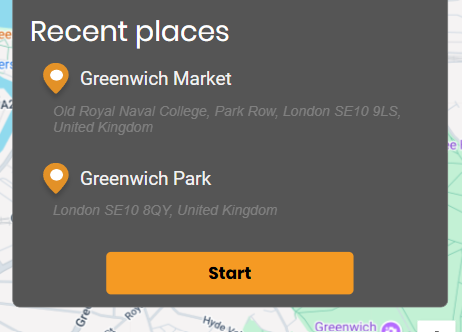 Recent places
Greenwich Market
Old Royal Naval College, Park Row, London SE10 9LS,
United Kingdom
Greenwich Park
London SE10 8QY, United Kingdom
Start
Hyde
Greenwich